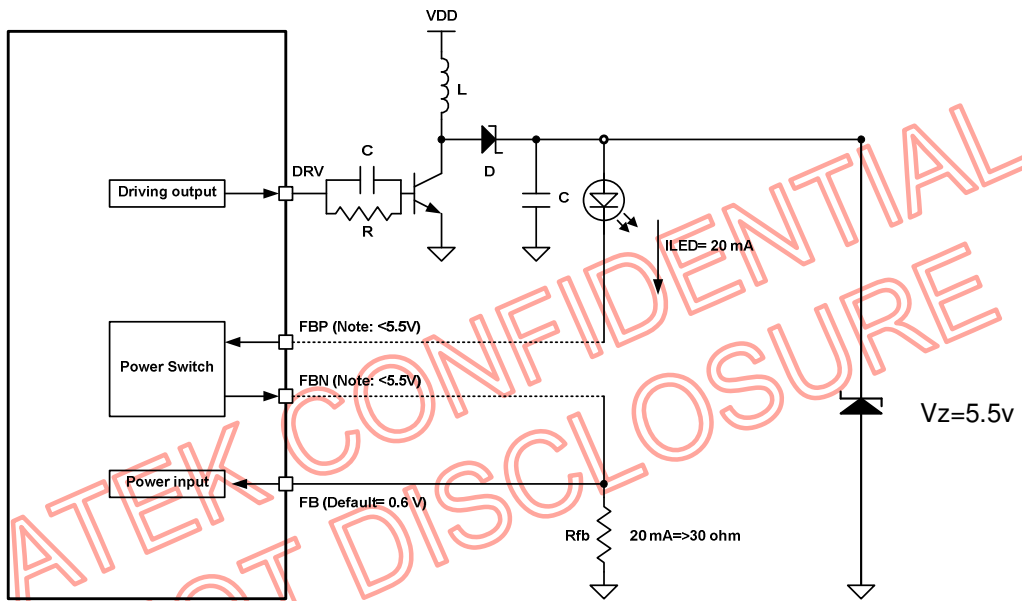 VDD
L
C
DRV
D
Driving output
R
C
ILED= 20 mA
FBP (Note: <5.5V)
Power Switch
FBN (Note: <5.5V)
Vz=5.5v
Power input
FB (Default= 0.6 V)
Rfb
20 mA=>30 ohm
ATEK CONFIDENTIAL
OT DISCLOSURE